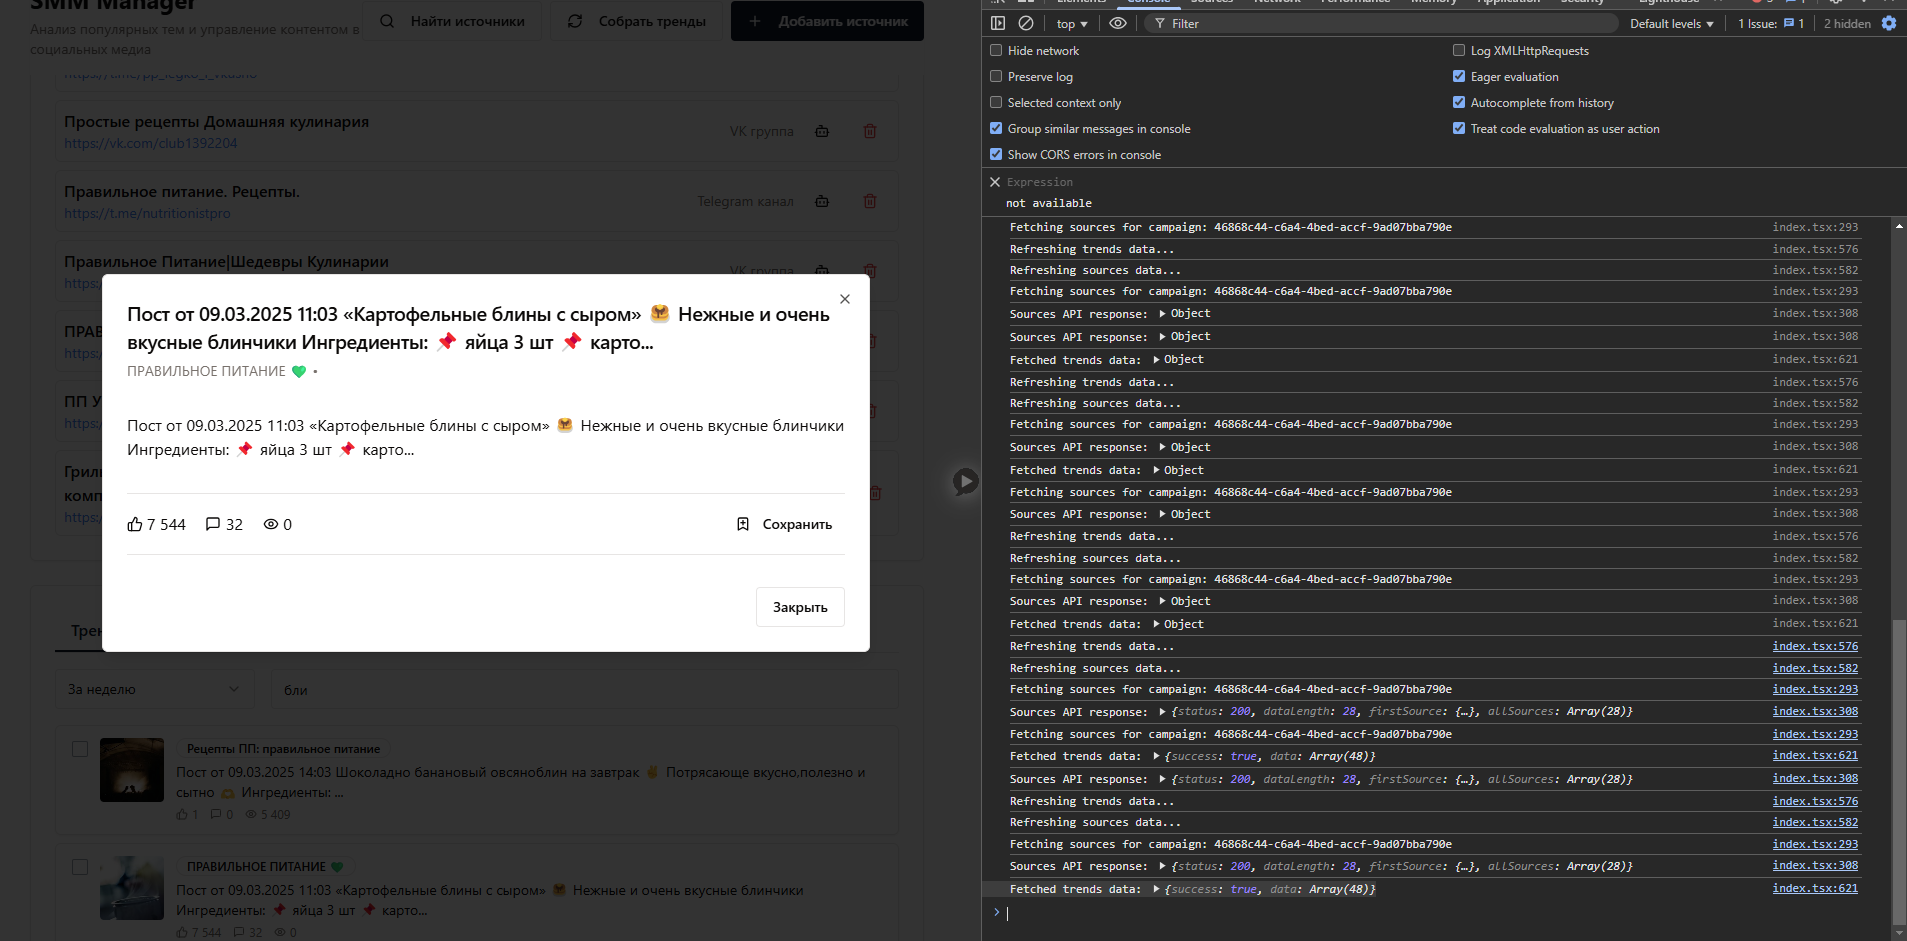 SMM Manager
Анализ популярных тем и управление контентом в
социальных медиа
Найти источники
Собрать тренды
Добавить источник
https://t.me/pp_legko_i_vkusno
Простые рецепты Домашняя кулинария
https://vk.com/club1392204
VK группа
Правильное питание. Рецепты.
https://t.me/nutritionistpro
Telegram канал
Правильное Питание|Шедевры Кулинарии
VK группа
https:
ПРАВ
https:
ПП У
https:
Грил
комп
https:
Пост от 09.03.2025 11:03 «Картофельные блины с сыром» 🥞 Нежные и очень
вкусные блинчики Ингредиенты: 📌 яйца 3 шт 📌 карто...
ПРАВИЛЬНОЕ ПИТАНИЕ 💚 •
Пост от 09.03.2025 11:03 «Картофельные блины с сыром» 🥞 Нежные и очень вкусные блинчики
Ингредиенты: 📌 яйца 3 шт 📌 карто...
7 544 32 0
Сохранить
Закрыть
Трен
За неделю
бли
Рецепты ПП: правильное питание
Пост от 09.03.2025 14:03 Шоколадно банановый овсяноблин на завтрак ✌ Потрясающе вкусно,полезно и
сытно 🫶 Ингредиенты: ...
1 0 5 409
ПРАВИЛЬНОЕ ПИТАНИЕ 💚
Пост от 09.03.2025 11:03 «Картофельные блины с сыром» 🥞 Нежные и очень вкусные блинчики
Ингредиенты: 📌 яйца 3 шт 📌 карто...
7 544 32 0
Elements Console Sources Network Performance Memory Application Security Lighthouse
top
Filter
Default levels
1 Issue: 1
2 hidden
Hide network
Log XMLHttpRequests
Preserve log
Eager evaluation
Selected context only
Autocomplete from history
Group similar messages in console
Treat code evaluation as user action
Show CORS errors in console
Expression
not available
Fetching sources for campaign: 46868c44-c6a4-4bed-accf-9ad07bba790e index.tsx:293
Refreshing trends data... index.tsx:576
Refreshing sources data... index.tsx:582
Fetching sources for campaign: 46868c44-c6a4-4bed-accf-9ad07bba790e index.tsx:293
Sources API response: ▶ Object index.tsx:308
Sources API response: ▶ Object index.tsx:308
Fetched trends data: ▶ Object index.tsx:621
Refreshing trends data... index.tsx:576
Refreshing sources data... index.tsx:582
Fetching sources for campaign: 46868c44-c6a4-4bed-accf-9ad07bba790e index.tsx:293
Sources API response: ▶ Object index.tsx:308
Fetched trends data: ▶ Object index.tsx:621
Fetching sources for campaign: 46868c44-c6a4-4bed-accf-9ad07bba790e index.tsx:293
Sources API response: ▶ Object index.tsx:308
Refreshing trends data... index.tsx:576
Refreshing sources data... index.tsx:582
Fetching sources for campaign: 46868c44-c6a4-4bed-accf-9ad07bba790e index.tsx:293
Sources API response: ▶ Object index.tsx:308
Fetched trends data: ▶ Object index.tsx:621
Refreshing trends data... index.tsx:576
Refreshing sources data... index.tsx:582
Fetching sources for campaign: 46868c44-c6a4-4bed-accf-9ad07bba790e index.tsx:293
Sources API response: ▶ {status: 200, dataLength: 28, firstSource: {…}, allSources: Array(28)} index.tsx:308
Fetching sources for campaign: 46868c44-c6a4-4bed-accf-9ad07bba790e index.tsx:293
Fetched trends data: ▶ {success: true, data: Array(48)} index.tsx:621
Sources API response: ▶ {status: 200, dataLength: 28, firstSource: {…}, allSources: Array(28)} index.tsx:308
Refreshing trends data... index.tsx:576
Refreshing sources data... index.tsx:582
Fetching sources for campaign: 46868c44-c6a4-4bed-accf-9ad07bba790e index.tsx:293
Sources API response: ▶ {status: 200, dataLength: 28, firstSource: {…}, allSources: Array(28)} index.tsx:308
Fetched trends data: ▶ {success: true, data: Array(48)} index.tsx:621